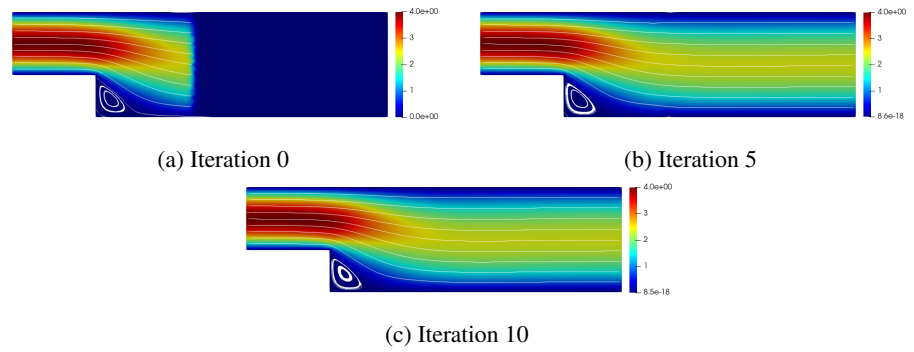 4.0e+00
3
2
1
0.0e+00
(a) Iteration 0
4.0e+00
3
2
1
8.6e-18
(b) Iteration 5
4.0e+00
3
2
1
8.5e-18
(c) Iteration 10